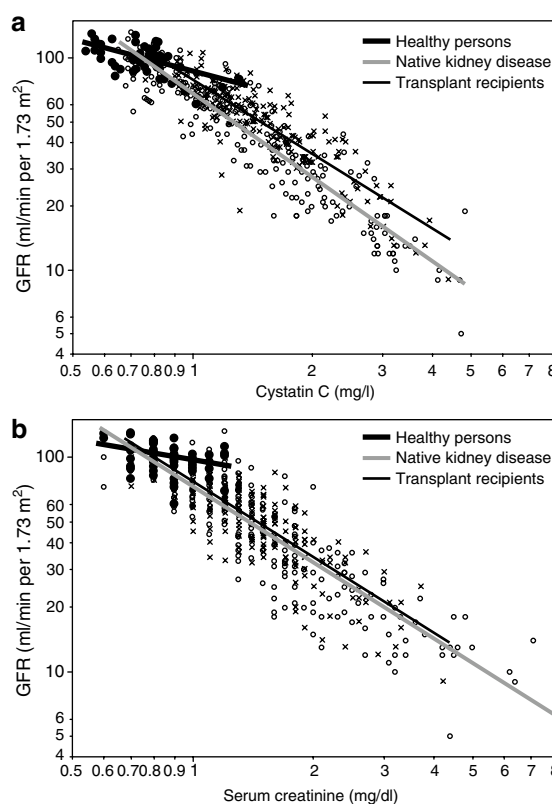 a
Healthy persons
Native kidney disease
Transplant recipients
GFR (ml/min per 1.73 m²)
100
60
50
40
30
20
10
6
5
4
0.5 0.6 0.7 0.8 0.9 1 2 3 4 5 6 7 8
Cystatin C (mg/l)
b
Healthy persons
Native kidney disease
Transplant recipients
GFR (ml/min per 1.73 m²)
100
60
50
40
30
20
10
6
5
4
0.5 0.6 0.7 0.8 0.9 1 2 3 4 5 6 7 8
Serum creatinine (mg/dl)